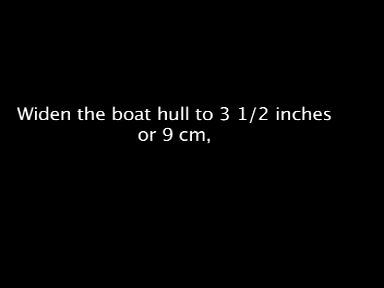 Widen the boat hull to 3 1/2 inches
or 9 cm,